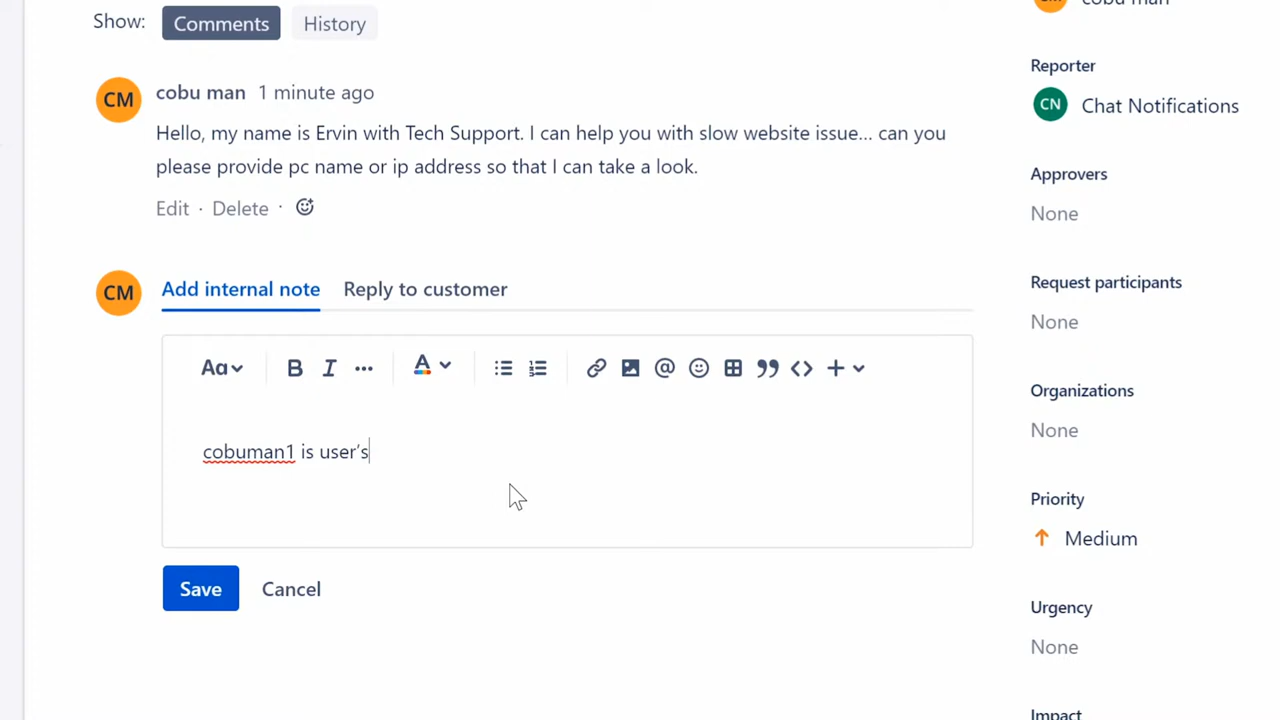 Show: Comments History
CM cobu man 1 minute ago
Hello, my name is Ervin with Tech Support. I can help you with slow website issue... can you
please provide pc name or ip address so that I can take a look.
Edit · Delete ·
CM Add internal note Reply to customer
Aa B I ... A @ <> +
cobuman1 is user's
Save Cancel
cobu man
Reporter
CN Chat Notifications
Approvers
None
Request participants
None
Organizations
None
Priority
Medium
Urgency
None
Impact